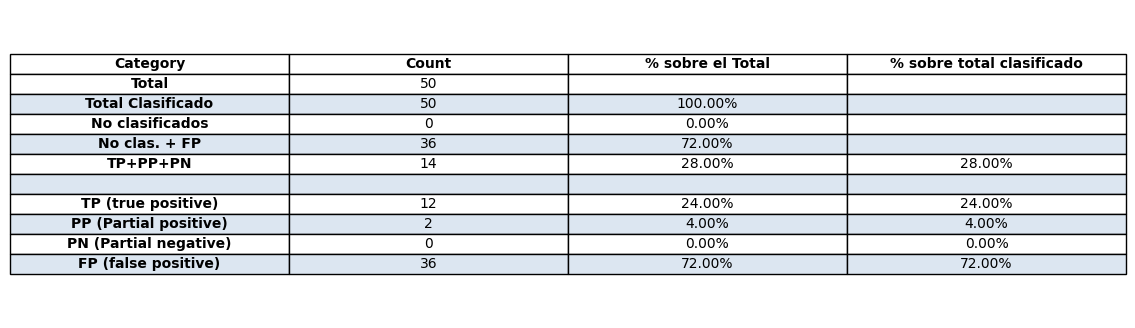 Category Count % sobre el Total % sobre total clasificado
Total 50
Total Clasificado 50 100.00%
No clasificados 0 0.00%
No clas. + FP 36 72.00%
TP+PP+PN 14 28.00% 28.00%
TP (true positive) 12 24.00% 24.00%
PP (Partial positive) 2 4.00% 4.00%
PN (Partial negative) 0 0.00% 0.00%
FP (false positive) 36 72.00% 72.00%